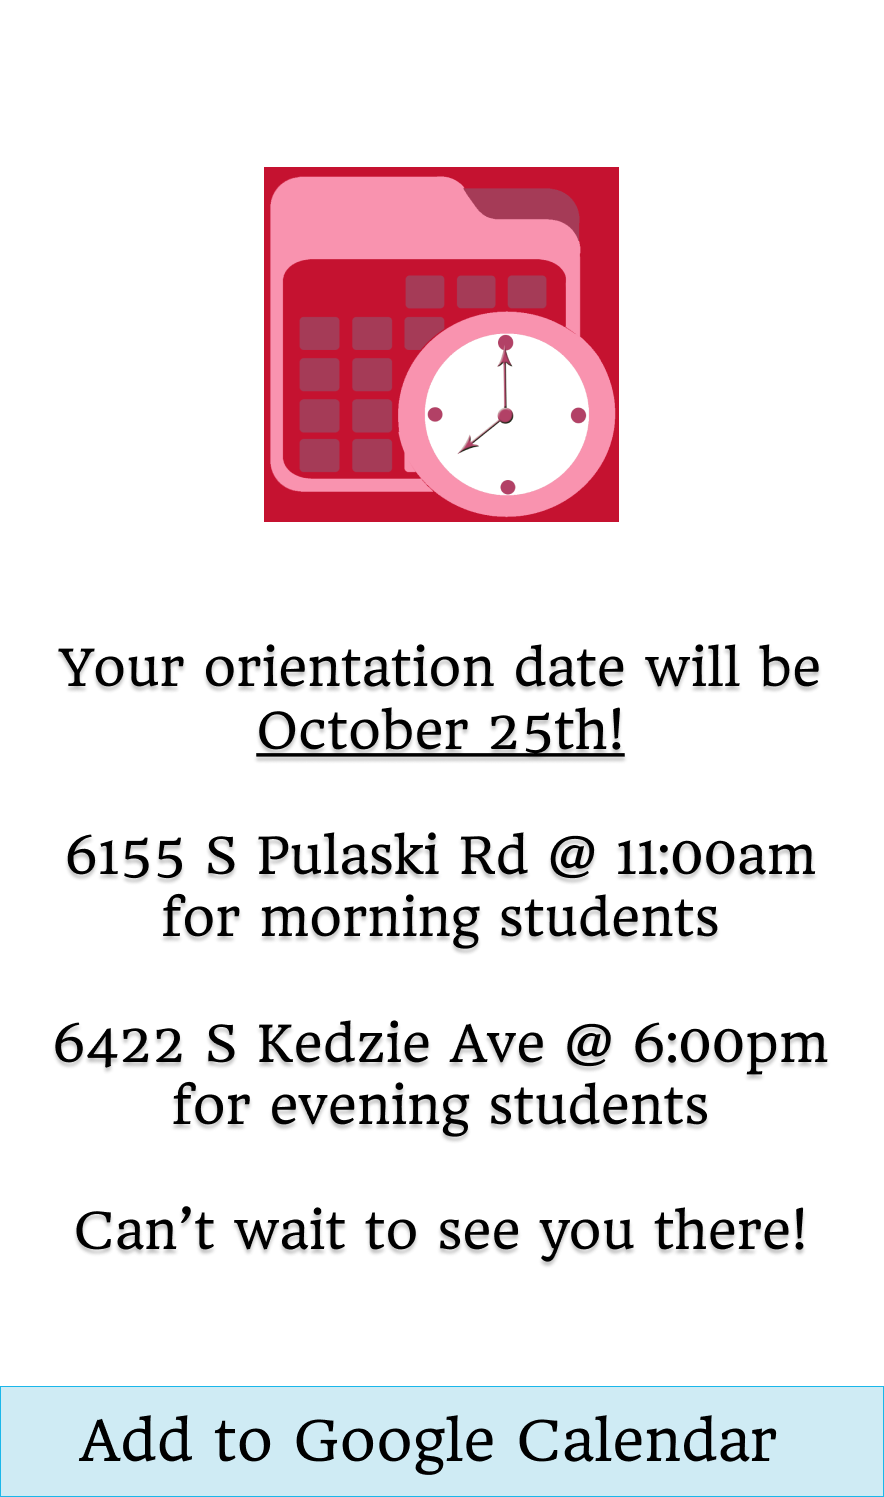 Your orientation date will be
October 25th!
6155 S Pulaski Rd @ 11:00am
for morning students
6422 S Kedzie Ave @ 6:00pm
for evening students
Can’t wait to see you there!
Add to Google Calendar